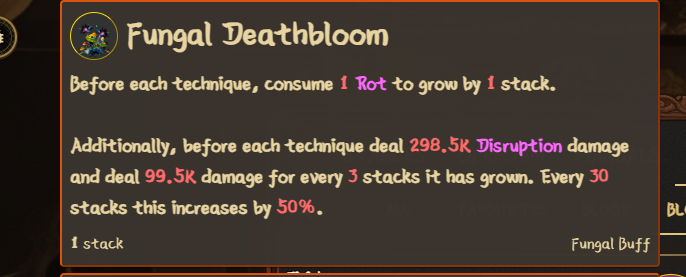 Fungal Deathbloom
Before each technique, consume 1 Rot to grow by 1 stack.
Additionally, before each technique deal 298.5K Disruption damage
and deal 99.5K damage for every 3 stacks it has grown. Every 30
stacks this increases by 50%.
1 stack
Fungal Buff